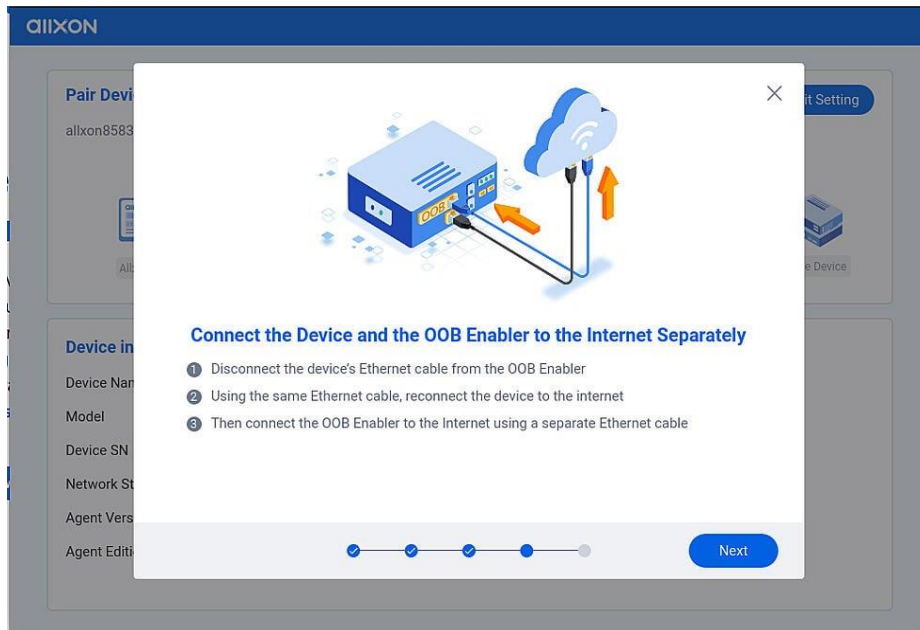 allxon
Pair Devi
it Setting
allxon8583
All
e Device
OOB
Connect the Device and the OOB Enabler to the Internet Separately
1 Disconnect the device's Ethernet cable from the OOB Enabler
2 Using the same Ethernet cable, reconnect the device to the internet
3 Then connect the OOB Enabler to the Internet using a separate Ethernet cable
Device in
Device Nan
Model
Device SN
Network St
Agent Vers
Agent Editi
Next